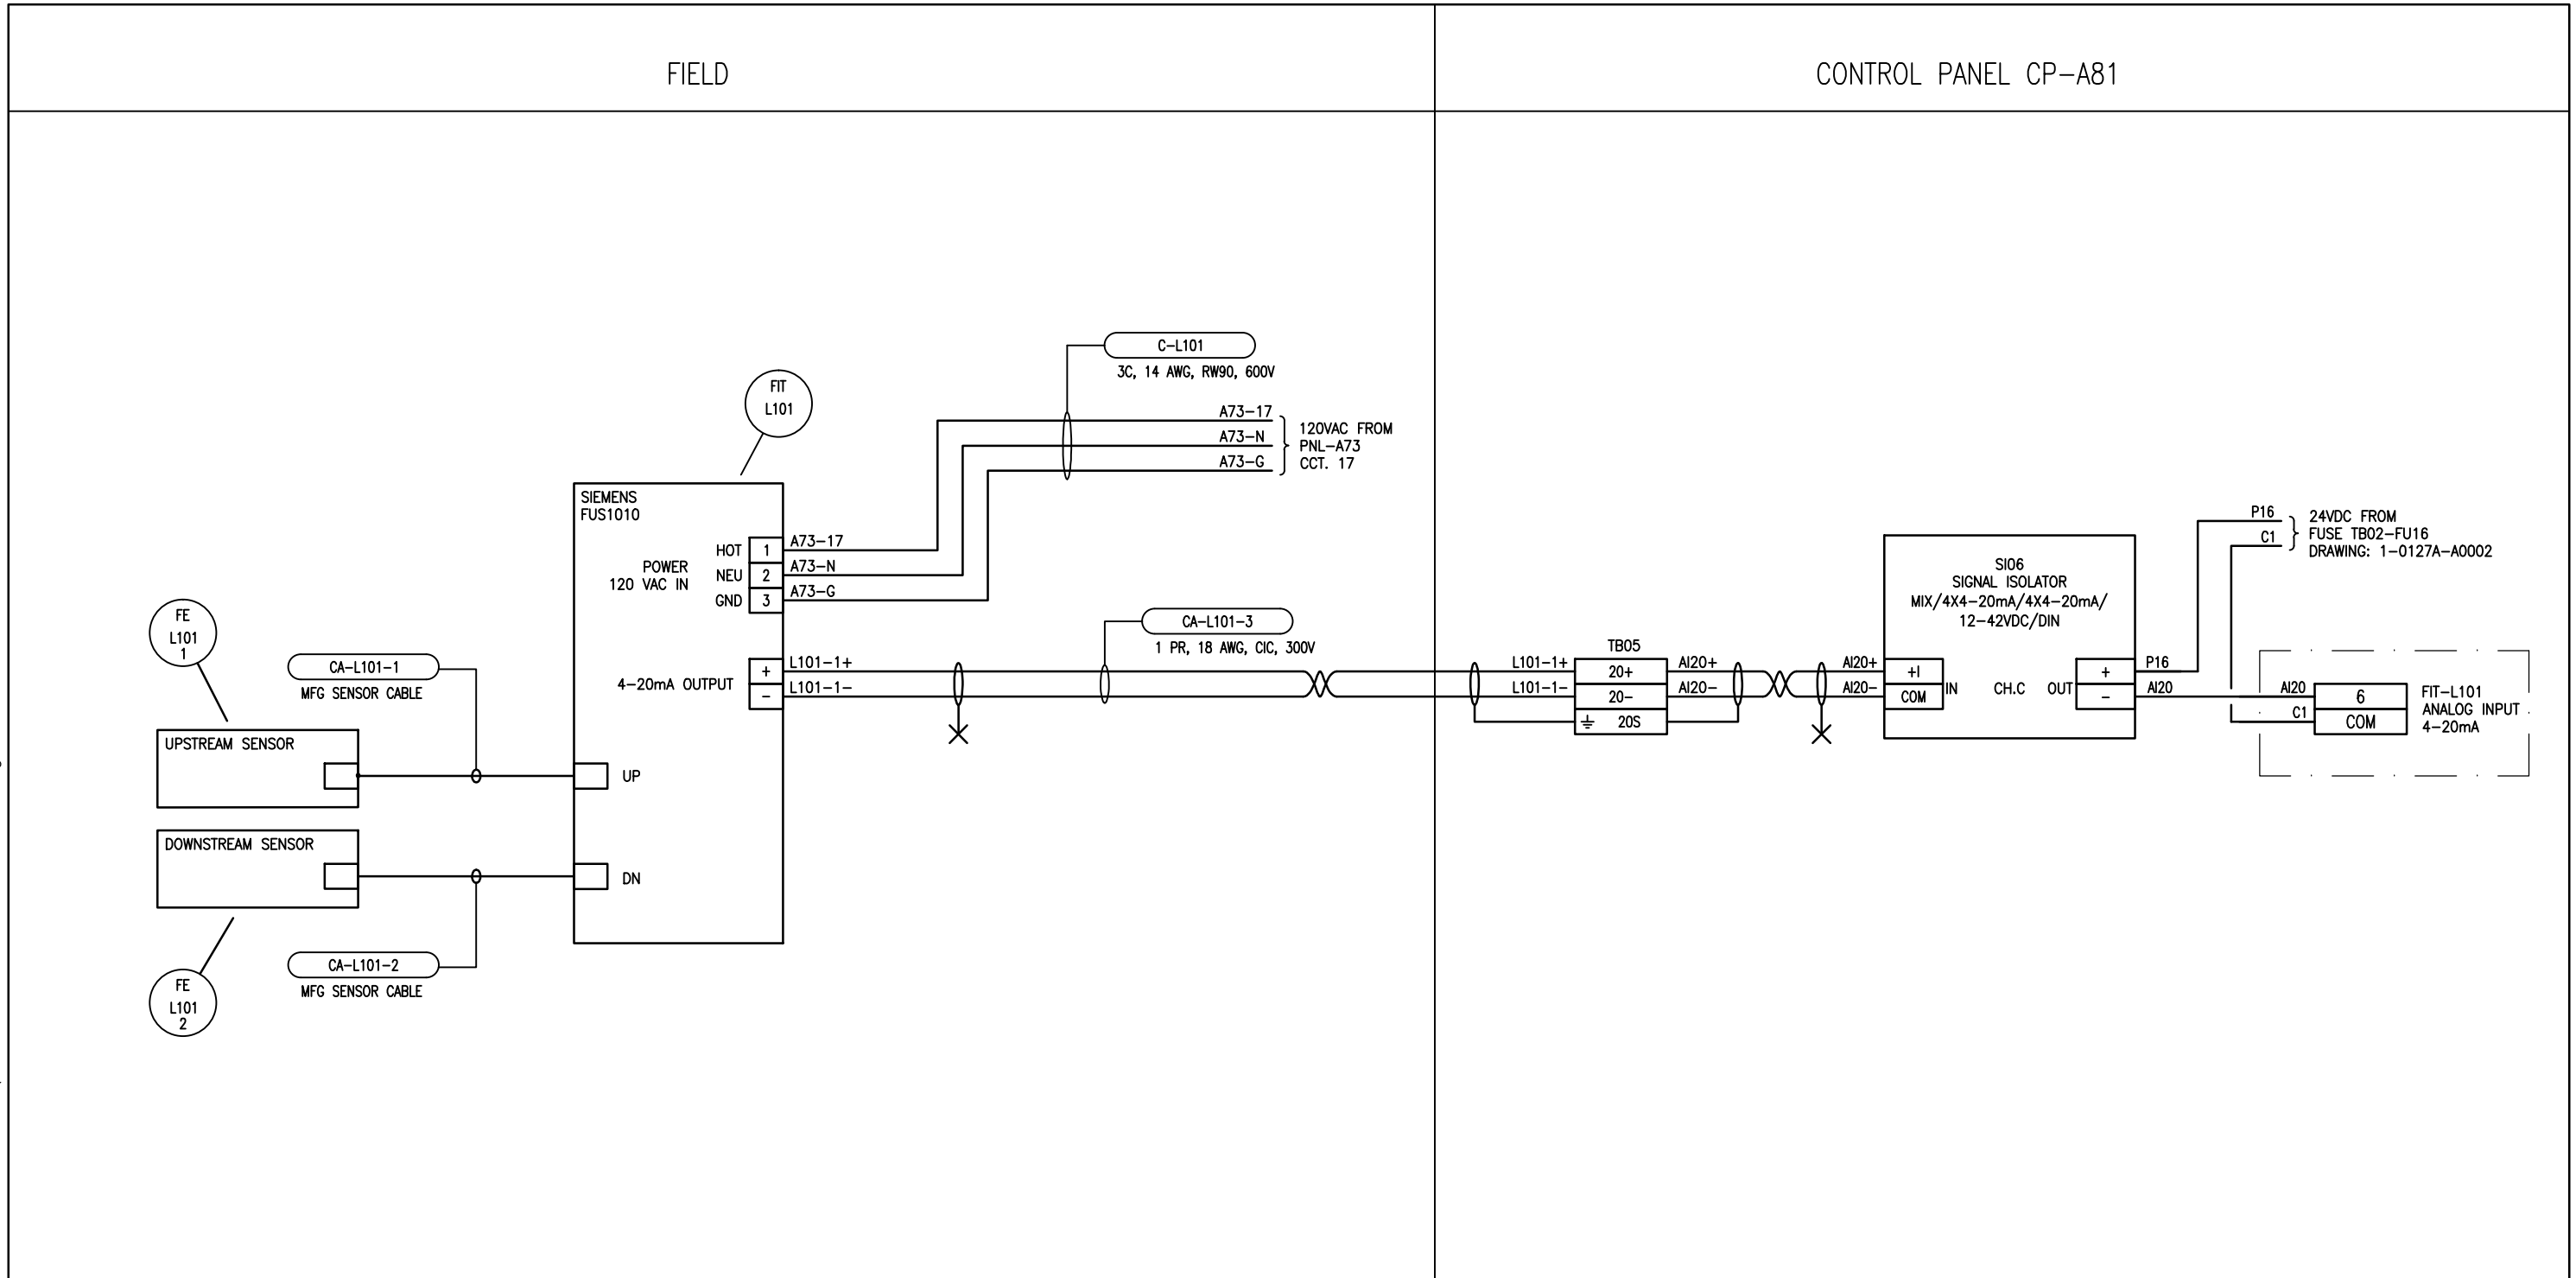 FIELD
CONTROL PANEL CP-A81
C-L101
3C, 14 AWG, RW90, 600V
FIT
L101
A73-17
A73-N
A73-G
120VAC FROM
PNL-A73
CCT. 17
SIEMENS
FUS1010
POWER
120 VAC IN
HOT
1
A73-17
NEU
2
A73-N
GND
3
A73-G
4-20mA OUTPUT
+
L101-1+
-
L101-1-
CA-L101-3
1 PR, 18 AWG, CIC, 300V
FE
L101
1
CA-L101-1
MFG SENSOR CABLE
UPSTREAM SENSOR
UP
DOWNSTREAM SENSOR
DN
CA-L101-2
MFG SENSOR CABLE
FE
L101
2
TB05
L101-1+
20+
AI20+
L101-1-
20-
AI20-
20S
AI20+
AI20-
SI06
SIGNAL ISOLATOR
MIX/4X4-20mA/4X4-20mA/
12-42VDC/DIN
+I
COM
IN
CH.C
OUT
+
-
P16
AI20
P16
C1
24VDC FROM
FUSE TB02-FU16
DRAWING: 1-0127A-A0002
AI20
6
C1
COM
FIT-L101
ANALOG INPUT
4-20mA